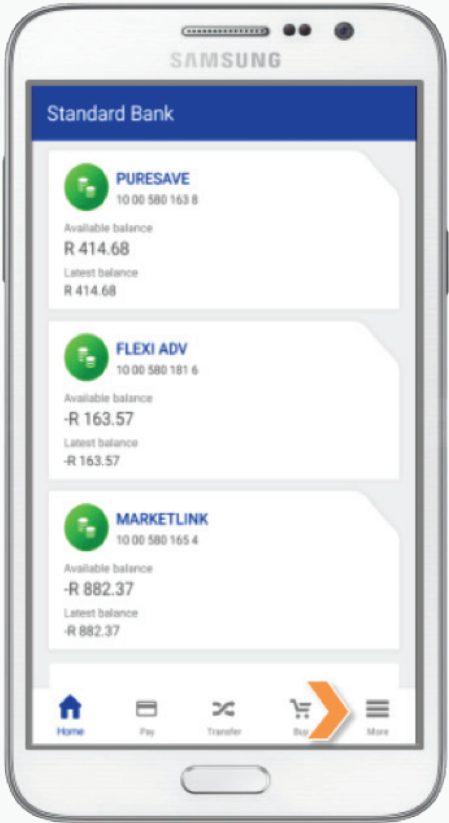 SAMSUNG
Standard Bank
PURESAVE
10 00 580 163 8
Available balance
R 414.68
Latest balance
R 414.68
FLEXI ADV
10 00 580 181 6
Available balance
-R 163.57
Latest balance
-R 163.57
MARKETLINK
10 00 580 165 4
Available balance
-R 882.37
Latest balance
-R 882.37
Home Pay Transfer Buy More